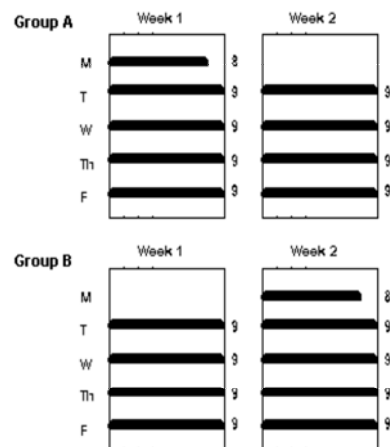 Group A Week 1 Week 2
M 8
T 9 9
W 9 9
Th 9 9
F 9 9
Group B Week 1 Week 2
M 8
T 9 9
W 9 9
Th 9 9
F 9 9